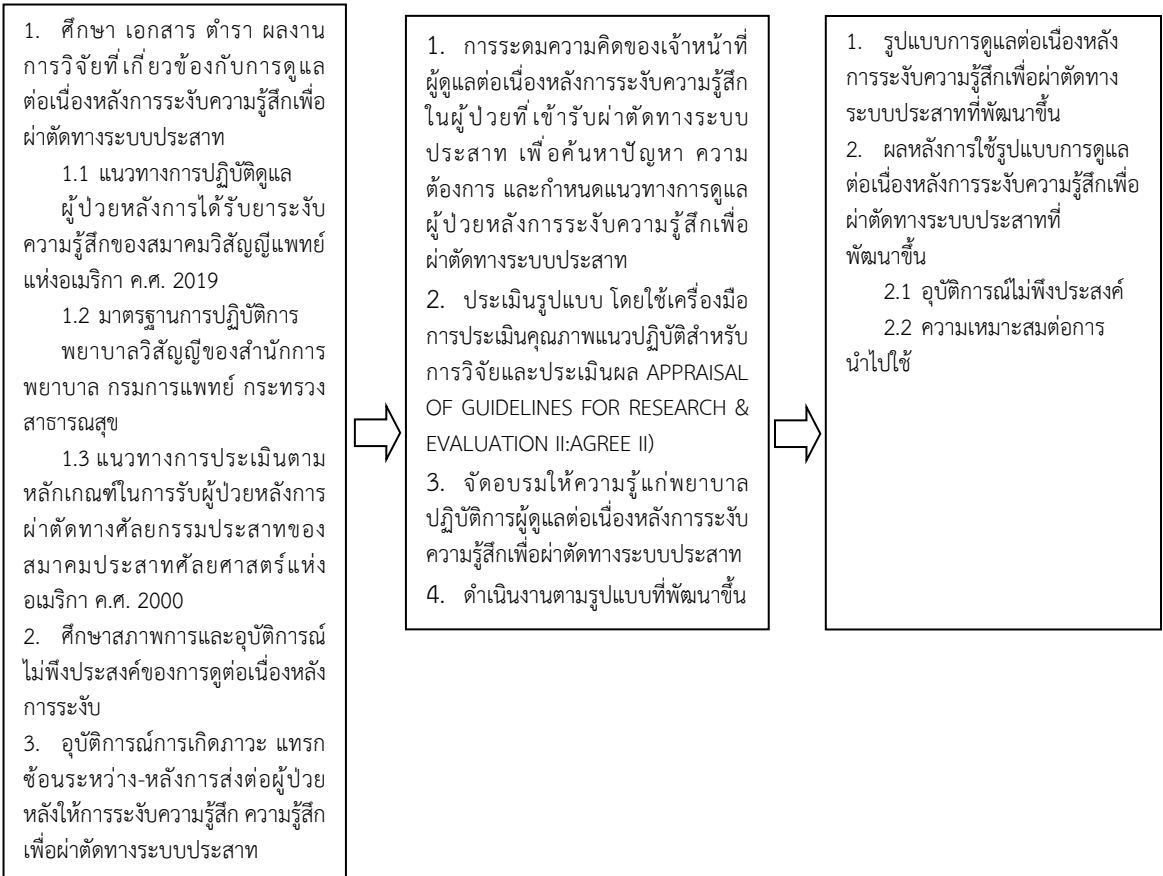 1. ศึกษา เอกสาร ตำรา ผลงาน
การวิจัยที่เกี่ยวข้องกับการดูแล
ต่อเนื่องหลังการระงับความรู้สึกเพื่อ
ผ่าตัดทางระบบประสาท
1.1 แนวทางการปฏิบัติดูแล
ผู้ป่วยหลังการได้รับยาระงับ
ความรู้สึกของสมาคมวิสัญญีแพทย์
แห่งอเมริกา ค.ศ. 2019
1.2 มาตรฐานการปฏิบัติการ
พยาบาลวิสัญญีของสำนักการ
พยาบาล กรมการแพทย์ กระทรวง
สาธารณสุข
1.3 แนวทางการประเมินตาม
หลักเกณฑ์ในการรับผู้ป่วยหลังการ
ผ่าตัดทางศัลยกรรมประสาทของ
สมาคมประสาทศัลยศาสตร์แห่ง
อเมริกา ค.ศ. 2000
2. ศึกษาสภาพการและอุบัติการณ์
ไม่พึงประสงค์ของการดูต่อเนื่องหลัง
การระงับ
3. อุบัติการณ์การเกิดภาวะ แทรก
ซ้อนระหว่าง-หลังการส่งต่อผู้ป่วย
หลังให้การระงับความรู้สึก ความรู้สึก
เพื่อผ่าตัดทางระบบประสาท
1. การระดมความคิดของเจ้าหน้าที่
ผู้ดูแลต่อเนื่องหลังการระงับความรู้สึก
ในผู้ป่วยที่เข้ารับผ่าตัดทางระบบ
ประสาท เพื่อค้นหาปัญหา ความ
ต้องการ และกำหนดแนวทางการดูแล
ผู้ป่วยหลังการระงับความรู้สึกเพื่อ
ผ่าตัดทางระบบประสาท
2. ประเมินรูปแบบ โดยใช้เครื่องมือ
การประเมินคุณภาพแนวปฏิบัติสำหรับ
การวิจัยและประเมินผล APPRAISAL
OF GUIDELINES FOR RESEARCH &
EVALUATION II:AGREE II)
3. จัดอบรมให้ความรู้แก่พยาบาล
ปฏิบัติการผู้ดูแลต่อเนื่องหลังการระงับ
ความรู้สึกเพื่อผ่าตัดทางระบบประสาท
4. ดำเนินงานตามรูปแบบที่พัฒนาขึ้น
1. รูปแบบการดูแลต่อเนื่องหลัง
การระงับความรู้สึกเพื่อผ่าตัดทาง
ระบบประสาทที่พัฒนาขึ้น
2. ผลหลังการใช้รูปแบบการดูแล
ต่อเนื่องหลังการระงับความรู้สึกเพื่อ
ผ่าตัดทางระบบประสาทที่
พัฒนาขึ้น
2.1 อุบัติการณ์ไม่พึงประสงค์
2.2 ความเหมาะสมต่อการ
นำไปใช้